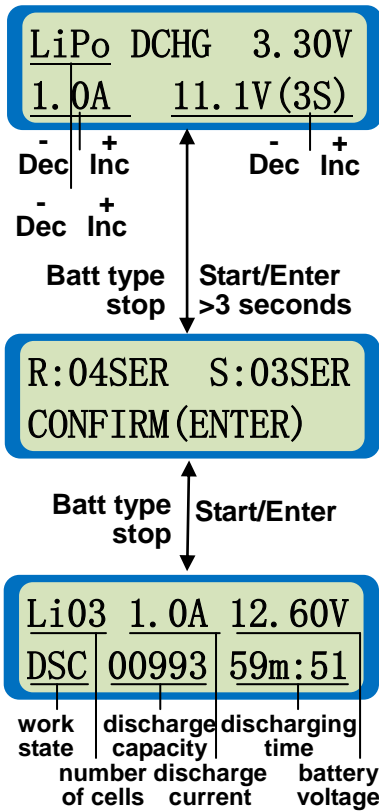 LiPo DCHG 3.30V
1.0A 11.1V(3S)
- + - +
Dec Inc Dec Inc
- +
Dec Inc
Batt type Start/Enter
stop >3 seconds
R:04SER S:03SER
CONFIRM(ENTER)
Batt type Start/Enter
stop
Li03 1.0A 12.60V
DSC 00993 59m:51
work discharge discharging
state capacity time
number discharge battery
of cells current voltage